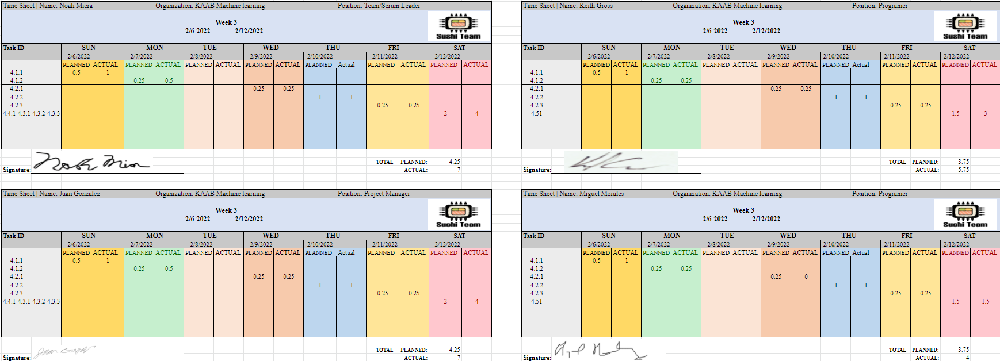 Time Sheet | Name: Noah Miera Organization: KAAB Machine learning Position: Team/Scrum Leader
Week 3
2/6-2022 - 2/12/2022
Sushi Team
Task ID SUN MON TUE WED THU FRI SAT
2/6/2022 2/7/2022 2/8/2022 2/9/2022 2/10/2022 2/11/2022 2/12/2022
PLANNED ACTUAL PLANNED ACTUAL PLANNED ACTUAL PLANNED ACTUAL PLANNED Actual PLANNED ACTUAL PLANNED ACTUAL
4.1.1 0.5 1
4.1.2 0.25 0.5
4.2.1 0.25 0.25
4.2.2 1 1
4.2.3 0.25 0.25
4.4.1-4.3.1-4.3.2-4.3.3 2 4
TOTAL PLANNED: 4.25
Signature: Noah Miera ACTUAL: 7
Time Sheet | Name: Keith Gross Organization: KAAB Machine learning Position: Programer
Week 3
2/6-2022 - 2/12/2022
Sushi Team
Task ID SUN MON TUE WED THU FRI SAT
2/6/2022 2/7/2022 2/8/2022 2/9/2022 2/10/2022 2/11/2022 2/12/2022
PLANNED ACTUAL PLANNED ACTUAL PLANNED ACTUAL PLANNED ACTUAL PLANNED Actual PLANNED ACTUAL PLANNED ACTUAL
4.1.1 0.5 1
4.1.2 0.25 0.25
4.2.1 0.25 0.25
4.2.2 1 1
4.2.3 0.25 0.25
4.51 1.5 3
TOTAL PLANNED: 3.75
Signature: ACTUAL: 5.75
Time Sheet | Name: Juan Gonzalez Organization: KAAB Machine learning Position: Project Manager
Week 3
2/6-2022 - 2/12/2022
Sushi Team
Task ID SUN MON TUE WED THU FRI SAT
2/6/2022 2/7/2022 2/8/2022 2/9/2022 2/10/2022 2/11/2022 2/12/2022
PLANNED ACTUAL PLANNED ACTUAL PLANNED ACTUAL PLANNED ACTUAL PLANNED Actual PLANNED ACTUAL PLANNED ACTUAL
4.1.1 0.5 1
4.1.2 0.25 0.5
4.2.1 0.25 0.25
4.2.2 1 1
4.2.3 0.25 0.25
4.4.1-4.3.1-4.3.2-4.3.3 2 4
TOTAL PLANNED: 4.25
Signature: ACTUAL: 7
Time Sheet | Name: Miguel Morales Organization: KAAB Machine learning Position: Programer
Week 3
2/6-2022 - 2/12/2022
Sushi Team
Task ID SUN MON TUE WED THU FRI SAT
2/6/2022 2/7/2022 2/8/2022 2/9/2022 2/10/2022 2/11/2022 2/12/2022
PLANNED ACTUAL PLANNED ACTUAL PLANNED ACTUAL PLANNED ACTUAL PLANNED Actual PLANNED ACTUAL PLANNED ACTUAL
4.1.1 0.5 1
4.1.2 0.25 0.25
4.2.1 0.25 0
4.2.2 1 1
4.2.3 0.25 0.25
4.51 1.5 1.5
TOTAL PLANNED: 3.75
Signature: ACTUAL: 4